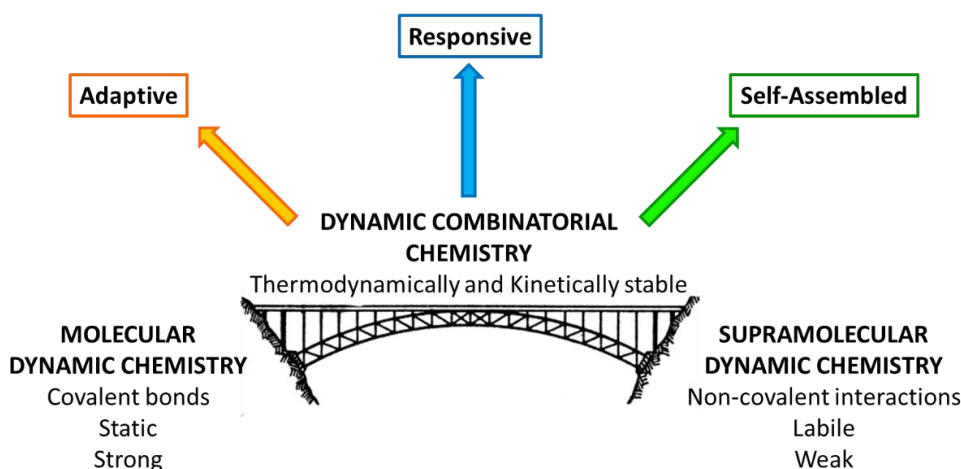 Responsive
Adaptive
Self-Assembled
DYNAMIC COMBINATORIAL
CHEMISTRY
Thermodynamically and Kinetically stable
MOLECULAR
DYNAMIC CHEMISTRY
Covalent bonds
Static
Strong
SUPRAMOLECULAR
DYNAMIC CHEMISTRY
Non-covalent interactions
Labile
Weak